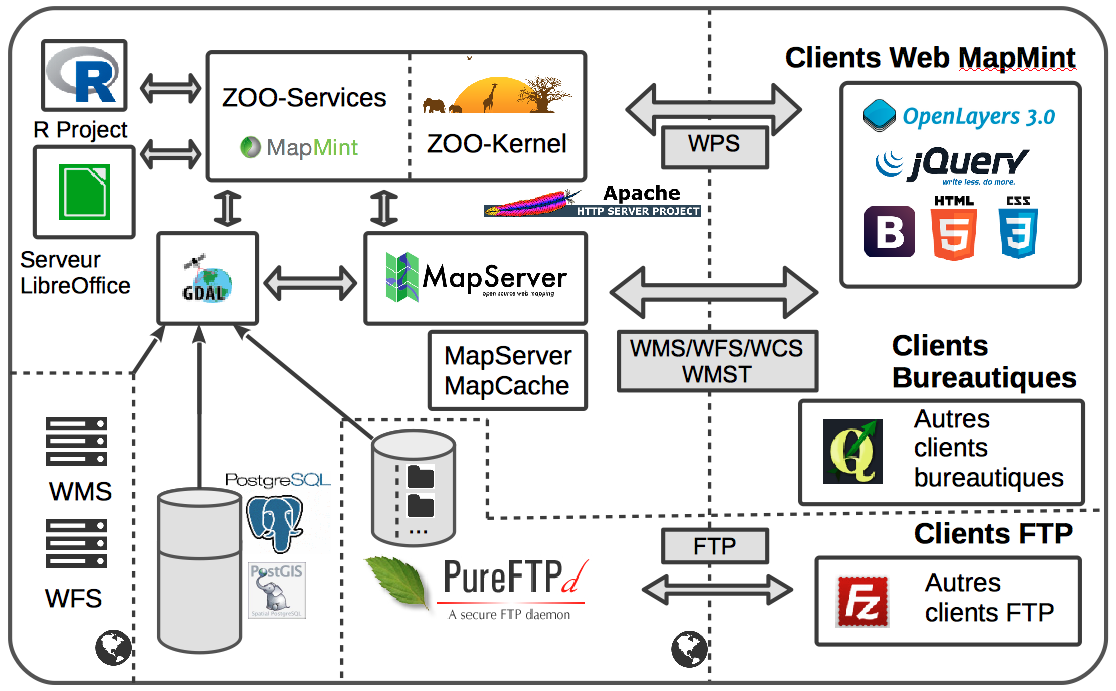 Clients Web MapMint
R
R Project
ZOO-Services
MapMint
ZOO-Kernel
WPS
OpenLayers 3.0
jQuery
write less. do more.
HTML
CSS
B
5
3
Apache
HTTP SERVER PROJECT
Serveur
LibreOffice
GDAL
MapServer
open source web mapping
MapServer
MapCache
WMS/WFS/WCS
WMST
Clients
Bureautiques
Autres
clients
bureautiques
WMS
WFS
PostgreSQL
PostGIS
Spatial PostgreSQL
...
PureFTPd
A secure FTP daemon
FTP
Clients FTP
Fz
Autres
clients FTP